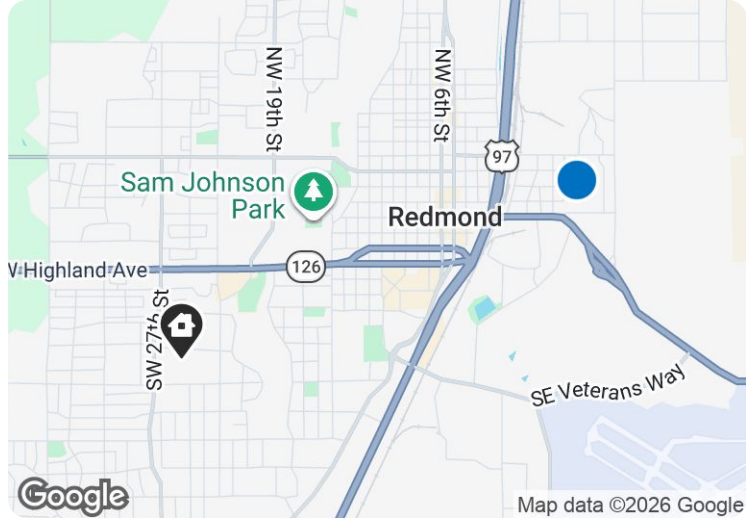 NW 19th St
NW 6th St
97
Sam Johnson
Park
Redmond
W Highland Ave
126
SW 27th St
SE Veterans Way
Google
Map data ©2026 Google